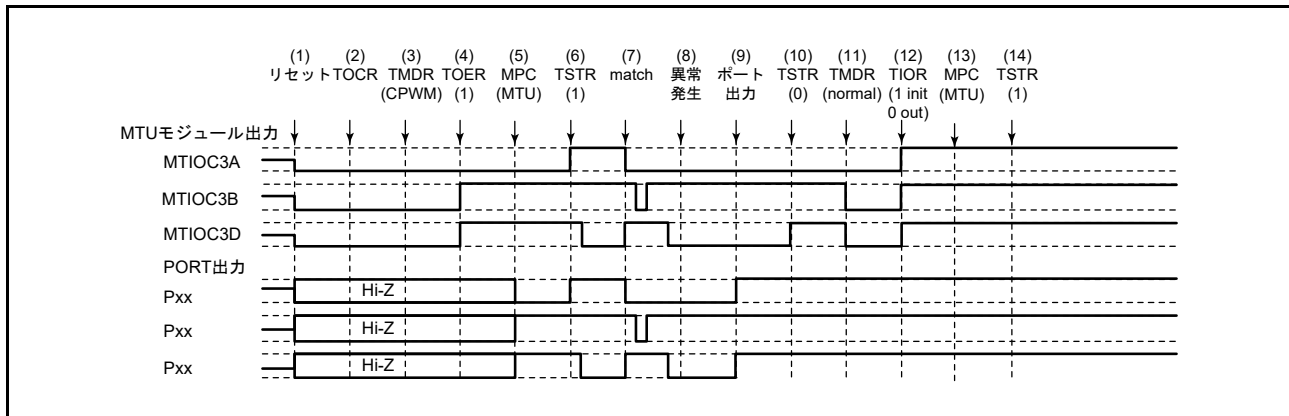 (1) (2) (3) (4) (5) (6) (7) (8) (9) (10) (11) (12) (13) (14)
リセット TOCR TMDR TOER MPC TSTR match 異常 ポート TSTR TMDR TIOR MPC TSTR
(CPWM) (1) (MTU) (1) 発生 出力 (0) (normal) (1 init (MTU) (1)
0 out)
MTUモジュール出力
MTIOC3A
MTIOC3B
MTIOC3D
PORT出力
Pxx Hi-Z
Pxx Hi-Z
Pxx Hi-Z